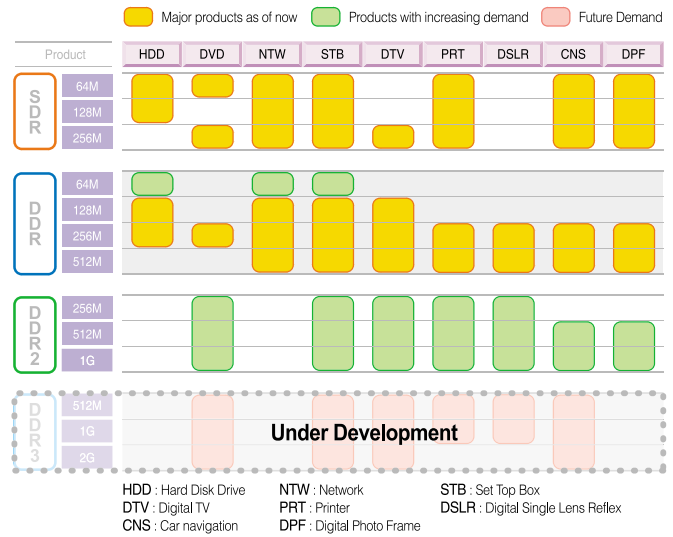 Major products as of now Products with increasing demand Future Demand
Product HDD DVD NTW STB DTV PRT DSLR CNS DPF
SDR
64M
128M
256M
DDR
64M
128M
256M
512M
DDR2
256M
512M
1G
DDR3
512M
1G
2G
Under Development
HDD : Hard Disk Drive NTW : Network STB : Set Top Box
DTV : Digital TV PRT : Printer DSLR : Digital Single Lens Reflex
CNS : Car navigation DPF : Digital Photo Frame